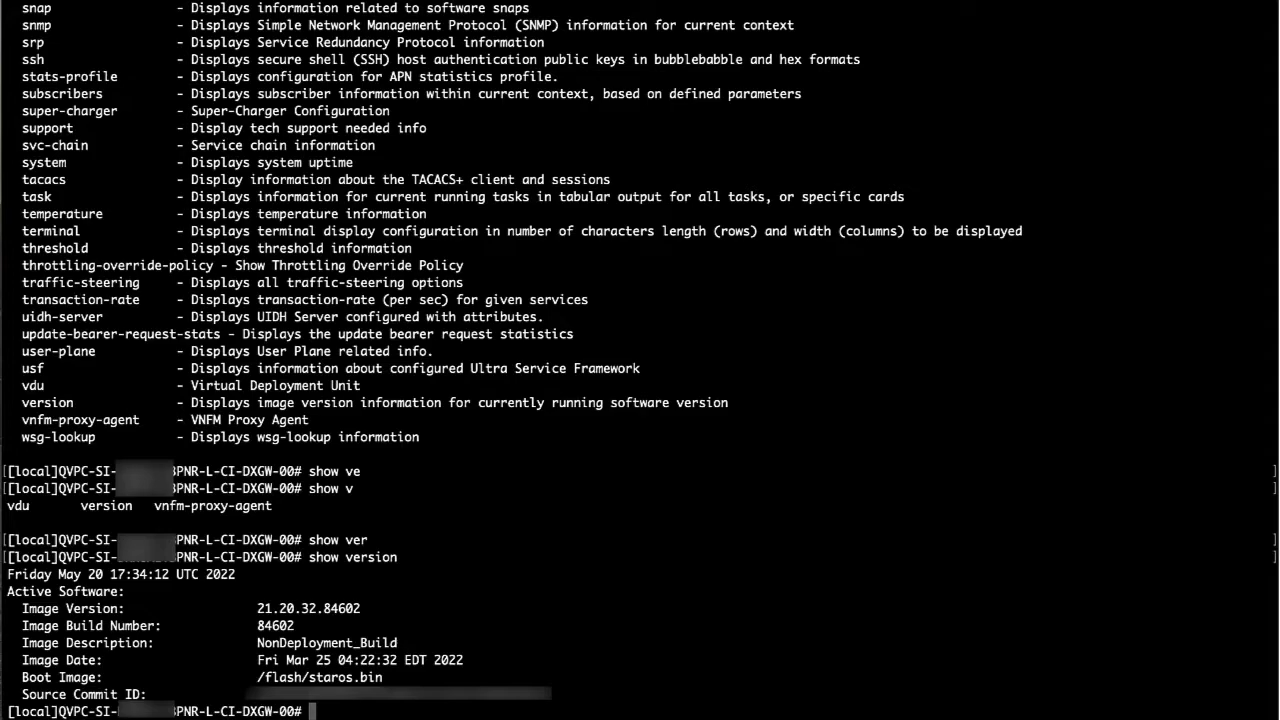 snap - Displays information related to software snaps
snmp - Displays Simple Network Management Protocol (SNMP) information for current context
srp - Displays Service Redundancy Protocol information
ssh - Displays secure shell (SSH) host authentication public keys in bubblebabble and hex formats
stats-profile - Displays configuration for APN statistics profile.
subscribers - Displays subscriber information within current context, based on defined parameters
super-charger - Super-Charger Configuration
support - Display tech support needed info
svc-chain - Service chain information
system - Displays system uptime
tacacs - Display information about the TACACS+ client and sessions
task - Displays information for current running tasks in tabular output for all tasks, or specific cards
temperature - Displays temperature information
terminal - Displays terminal display configuration in number of characters length (rows) and width (columns) to be displayed
threshold - Displays threshold information
throttling-override-policy - Show Throttling Override Policy
traffic-steering - Displays all traffic-steering options
transaction-rate - Displays transaction-rate (per sec) for given services
uidh-server - Displays UIDH Server configured with attributes.
update-bearer-request-stats - Displays the update bearer request statistics
user-plane - Displays User Plane related info.
usf - Displays information about configured Ultra Service Framework
vdu - Virtual Deployment Unit
version - Displays image version information for currently running software version
vnfm-proxy-agent - VNFM Proxy Agent
wsg-lookup - Displays wsg-lookup information
[[local]QVPC-SI- PNR-L-CI-DXGW-00# show ve ]
[[local]QVPC-SI- PNR-L-CI-DXGW-00# show v ]
vdu version vnfm-proxy-agent
[[local]QVPC-SI- PNR-L-CI-DXGW-00# show ver ]
[[local]QVPC-SI- PNR-L-CI-DXGW-00# show version ]
Friday May 20 17:34:12 UTC 2022
Active Software:
Image Version: 21.20.32.84602
Image Build Number: 84602
Image Description: NonDeployment_Build
Image Date: Fri Mar 25 04:22:32 EDT 2022
Boot Image: /flash/staros.bin
Source Commit ID:
[local]QVPC-SI- PNR-L-CI-DXGW-00#